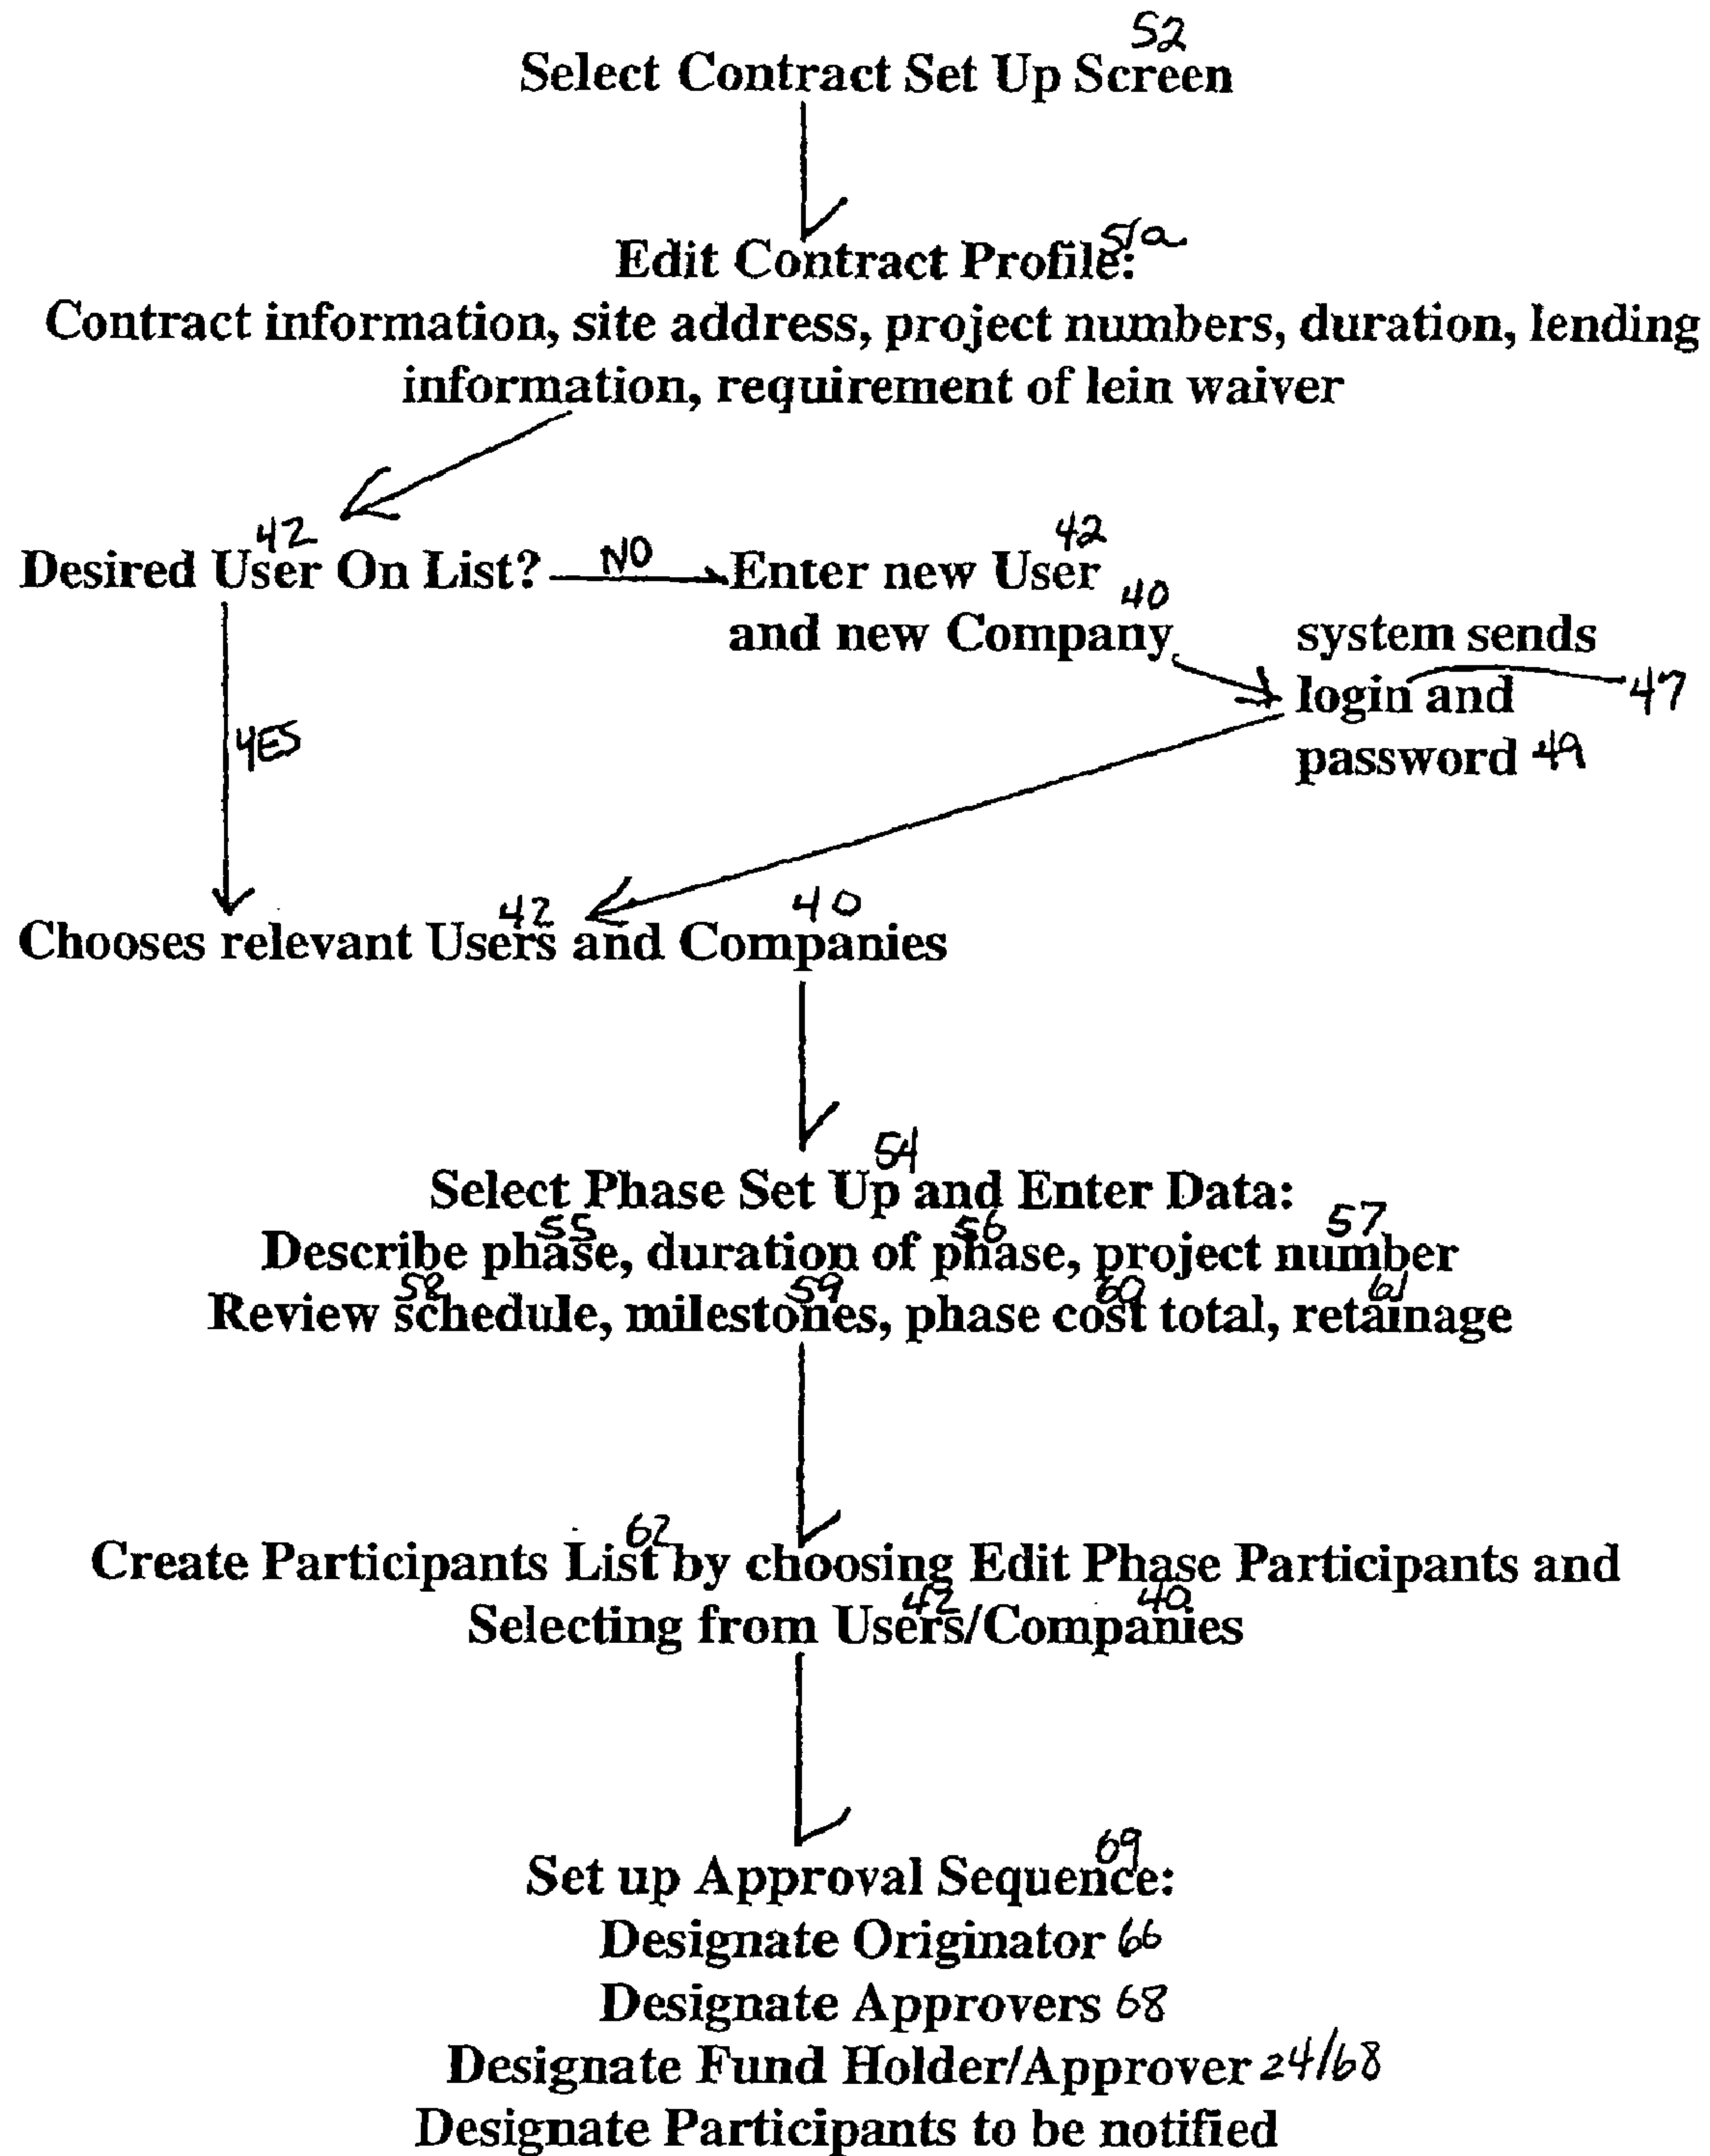 52
Select Contract Set Up Screen
51a
Edit Contract Profile:
Contract information, site address, project numbers, duration, lending
information, requirement of lein waiver
42
Desired User On List?
NO
42
Enter new User
40
and new Company
system sends
login and 47
password 49
YES
42 40
Chooses relevant Users and Companies
54
Select Phase Set Up and Enter Data:
55 56 57
Describe phase, duration of phase, project number
58 59 60 61
Review schedule, milestones, phase cost total, retainage
62
Create Participants List by choosing Edit Phase Participants and
42 40
Selecting from Users/Companies
69
Set up Approval Sequence:
Designate Originator 66
Designate Approvers 68
Designate Fund Holder/Approver 24/68
Designate Participants to be notified